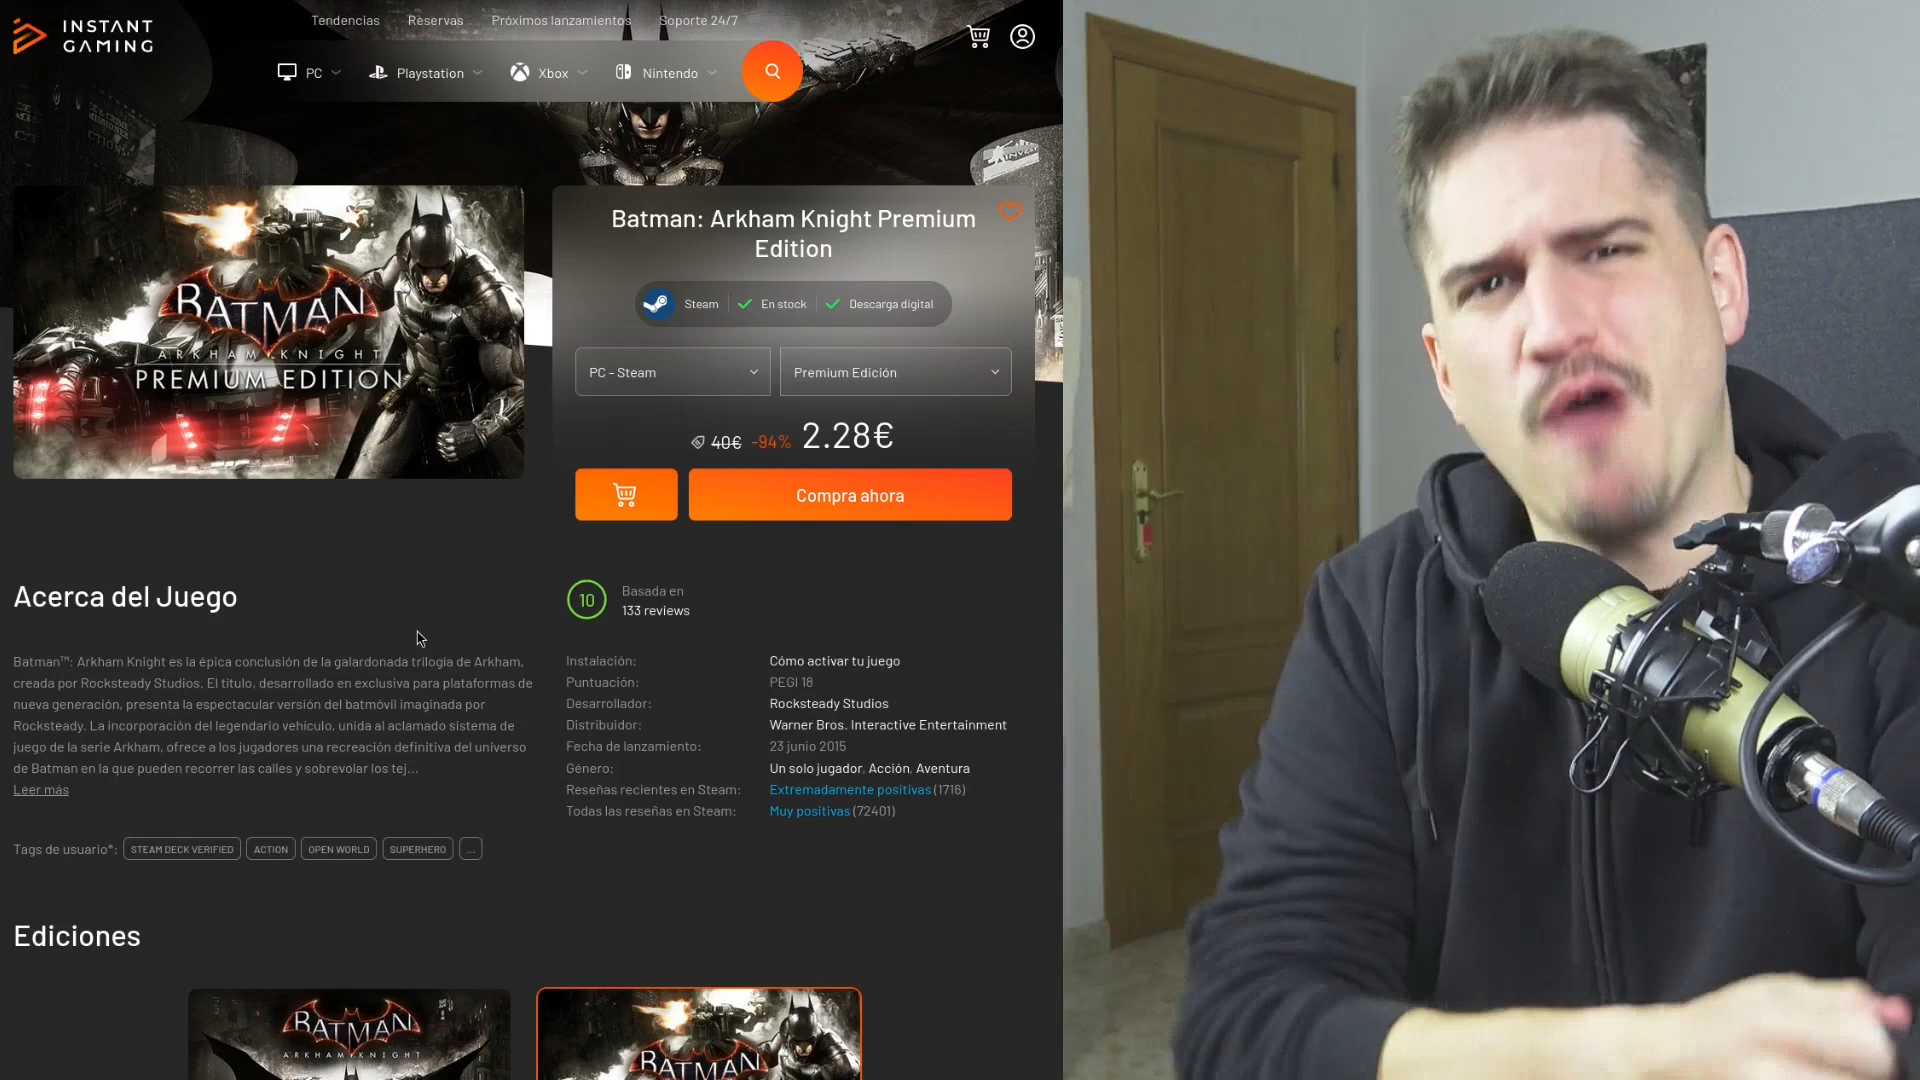 INSTANT
GAMING
Tendencias
Reservas
Próximos lanzamientos
Soporte 24/7
PC
Playstation
Xbox
Nintendo
BATMAN
ARKHAM KNIGHT
PREMIUM EDITION
Batman: Arkham Knight Premium
Edition
Steam
En stock
Descarga digital
PC - Steam
Premium Edición
40€ -94% 2.28€
Compra ahora
Acerca del Juego
Batman™: Arkham Knight es la épica conclusión de la galardonada trilogía de Arkham,
creada por Rocksteady Studios. El título, desarrollado en exclusiva para plataformas de
nueva generación, presenta la espectacular versión del batmóvil imaginada por
Rocksteady. La incorporación del legendario vehículo, unida al aclamado sistema de
juego de la serie Arkham, ofrece a los jugadores una recreación definitiva del universo
de Batman en la que pueden recorrer las calles y sobrevolar los tej...
Leer más
Tags de usuario*:
STEAM DECK VERIFIED
ACTION
OPEN WORLD
SUPERHERO
...
10
Basada en
133 reviews
Instalación: Cómo activar tu juego
Puntuación: PEGI 18
Desarrollador: Rocksteady Studios
Distribuidor: Warner Bros. Interactive Entertainment
Fecha de lanzamiento: 23 junio 2015
Género: Un solo jugador, Acción, Aventura
Reseñas recientes en Steam: Extremadamente positivas (1716)
Todas las reseñas en Steam: Muy positivas (72401)
Ediciones
BATMAN
ARKHAM KNIGHT
BATMAN